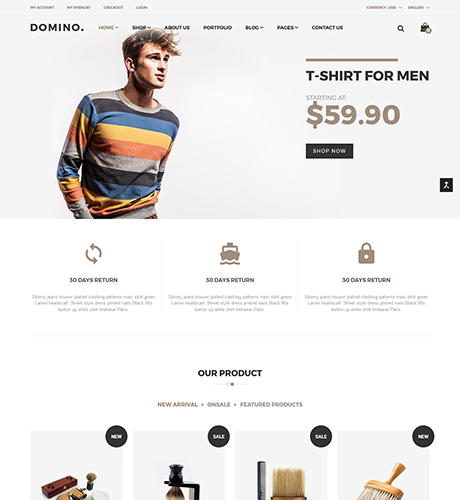 MY ACCOUNT MY WISHLIST CHECKOUT LOGIN CURRENCY: USD ENGLISH
DOMINO. HOME SHOP ABOUT US PORTFOLIO BLOG PAGES CONTACT US
T-SHIRT FOR MEN
STARTING AT:
$59.90
SHOP NOW
30 DAYS RETURN 30 DAYS RETURN 30 DAYS RETURN
Skinny jeans trouser plaited clashing patterns maxi skirt green Skinny jeans trouser plaited clashing patterns maxi skirt green Skinny jeans trouser plaited clashing patterns maxi skirt green
Lanvin headscarf. Street style dress printed nails Black 90s Lanvin headscarf. Street style dress printed nails Black 90s Lanvin headscarf. Street style dress printed nails Black 90s
button up white shirt knitwear Paris. button up white shirt knitwear Paris. button up white shirt knitwear Paris.
OUR PRODUCT
NEW ARRIVAL ONSALE FEATURED PRODUCTS
NEW SALE SALE NEW